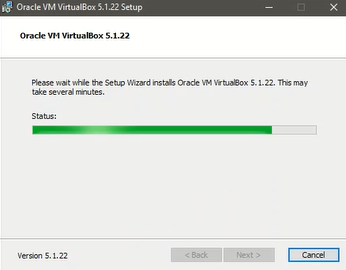 Oracle VM VirtualBox 5.1.22 Setup
Oracle VM VirtualBox 5.1.22
Please wait while the Setup Wizard installs Oracle VM VirtualBox 5.1.22. This may
take several minutes.
Status:
Version 5.1.22
< Back
Next >
Cancel